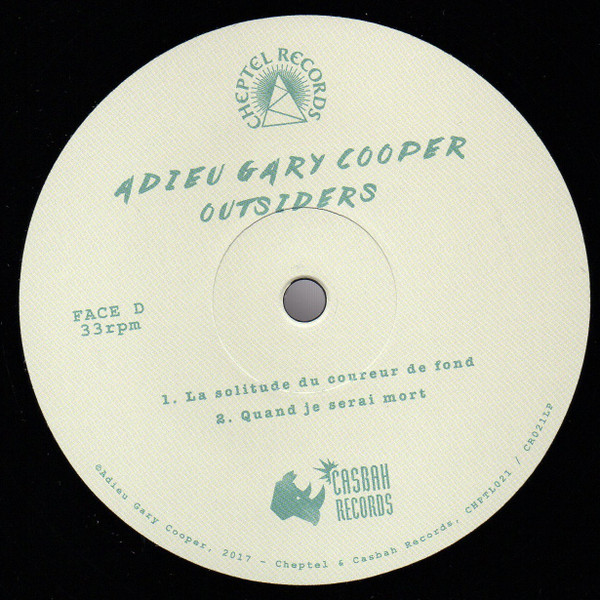 CHEPTEL RECORDS
ADIEU GARY COOPER
OUTSIDERS
FACE D
33rpm
1. La solitude du coureur de fond
2. Quand je serai mort
CASBAH
RECORDS
©Adieu Gary Cooper, 2017 – Cheptel & Casbah Records, CHPTL021 / CR021LP